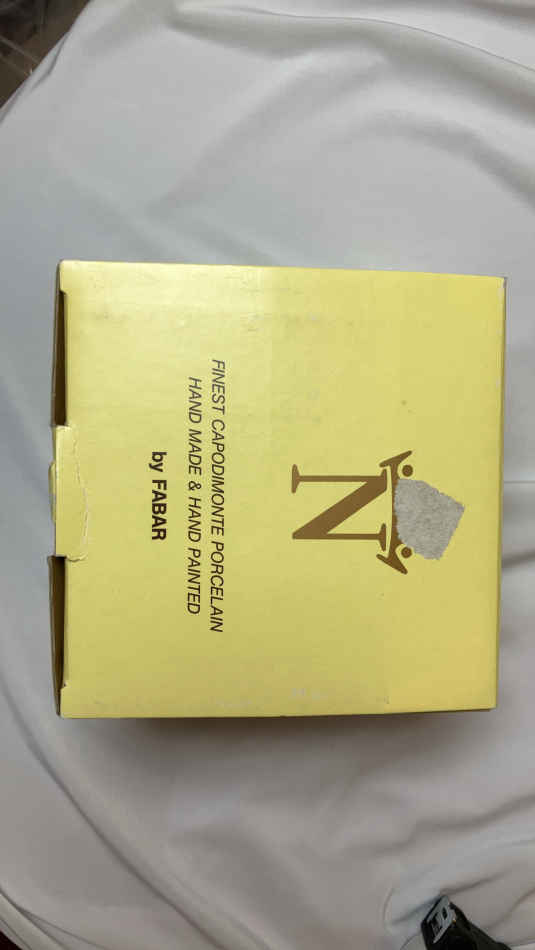 N
FINEST CAPODIMONTE PORCELAIN
HAND MADE & HAND PAINTED
by FABAR